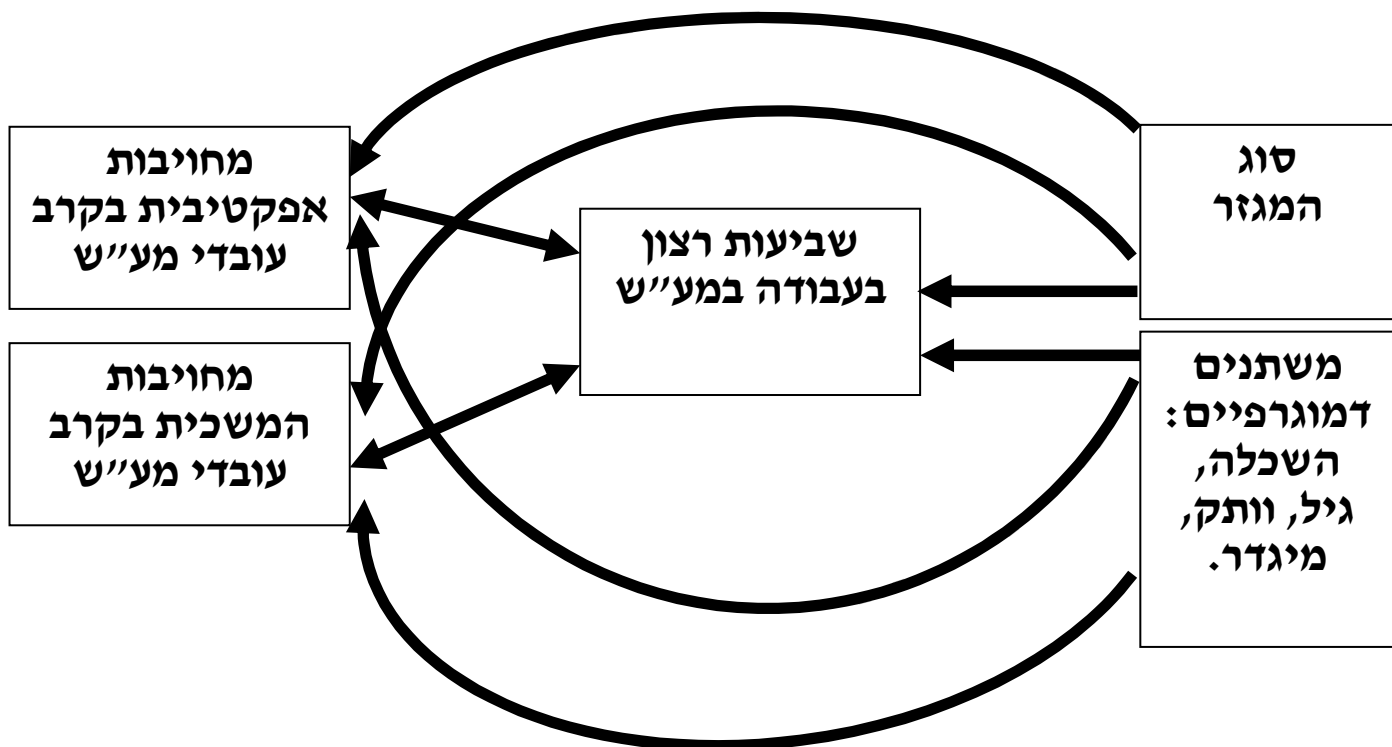 סוג
המגזר
משתנים
דמוגרפיים:
השכלה,
גיל, וותק,
מיגדר.
שביעות רצון
בעבודה במע״ש
מחויבות
אפקטיבית בקרב
עובדי מע״ש
מחויבות
המשכית בקרב
עובדי מע״ש